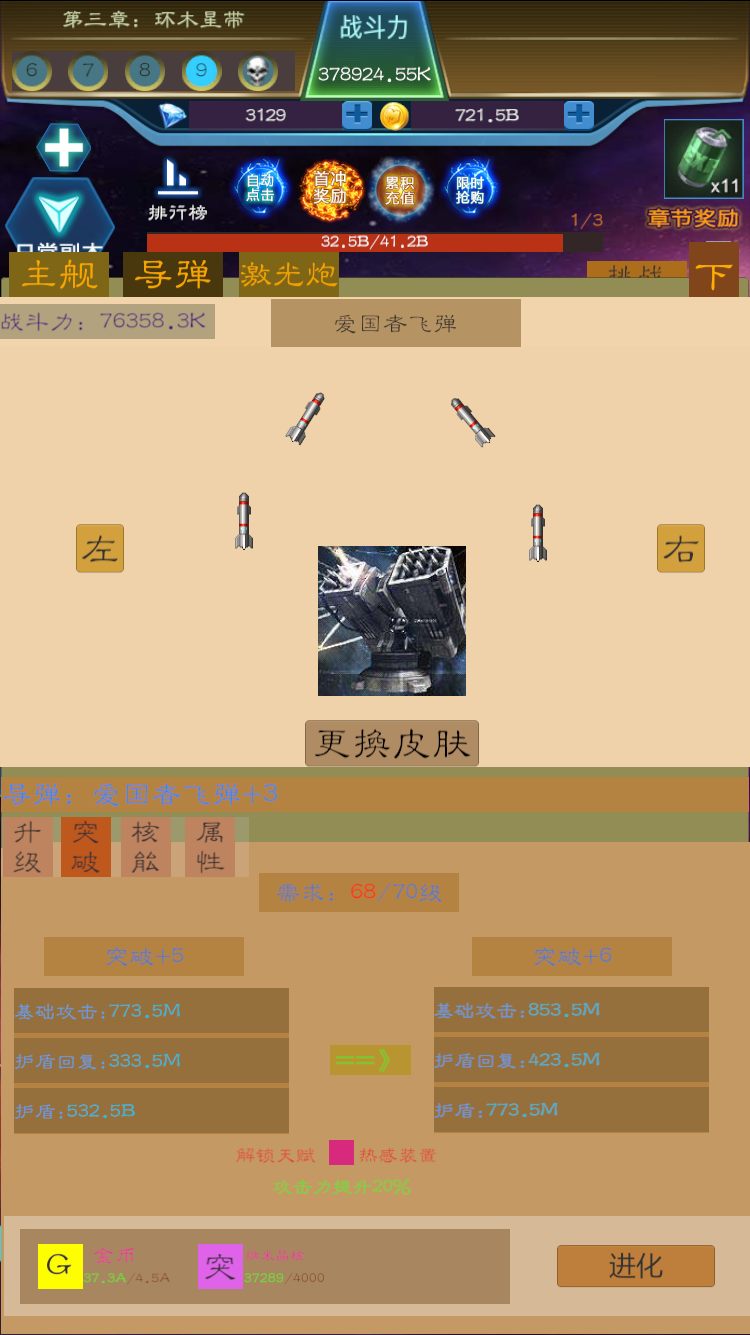 第三章：环木星带
战斗力
378924.55K
6 7 8 9
3129
721.5B
排行榜
自动点击
首冲奖励
累积充值
限时抢购
x11
章节奖励
1/3
32.5B/41.2B
主舰 导弹 激光炮
挑战
下
战斗力：76358.3K
爱国者飞弹
左
右
更換皮肤
导弹：爱国者飞弹+3
升级 突破 核能 属性
需求：68/70级
突破+5
突破+6
基础攻击:773.5M
基础攻击:853.5M
护盾回复:333.5M
护盾回复:423.5M
护盾:532.5B
护盾:773.5M
==》
解锁天赋 热感装置
攻击力提升20%
G 金币
37.3A/4.5A
突
37289/4000
进化